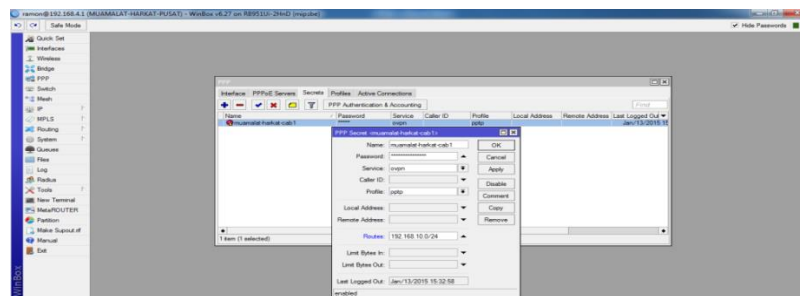 ramon@192.168.4.1 (MUAMALAT-HARKAT-PUSAT) - WinBox v6.27 on RB951Ui-2HnD (mipsbe)
Safe Mode
Hide Passwords
Quick Set
Interfaces
Wireless
Bridge
PPP
Switch
Mesh
IP
MPLS
Routing
System
Queues
Files
Log
Radius
Tools
New Terminal
MetaROUTER
Partition
Make Supout.rif
Manual
Exit
WinBox
PPP
Interface PPPoE Servers Secrets Profiles Active Connections
PPP Authentication & Accounting
Find
Name Password Service Caller ID Profile Local Address Remote Address Last Logged Out
muamalat-harkat-cab1 ***** ovpn pptp Jan/13/2015 15
1 item (1 selected)
PPP Secret <muamalat-harkat-cab1>
Name: muamalat-harkat-cab1 OK
Password: Cancel
Service: ovpn Apply
Caller ID:
Disable
Profile: pptp
Comment
Local Address: Copy
Remote Address: Remove
Routes: 192.168.10.0/24
Limit Bytes In:
Limit Bytes Out:
Last Logged Out: Jan/13/2015 15:32:58
enabled